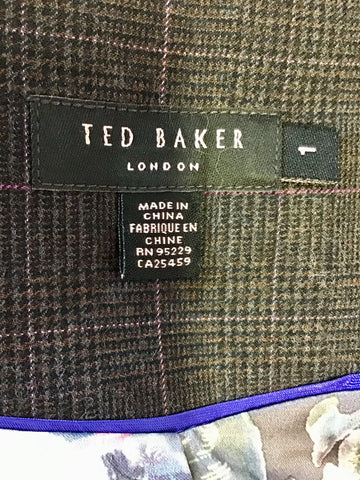 TED BAKER
LONDON
1
MADE IN
CHINA
FABRIQUE EN
CHINE
RN 95229
CA25459